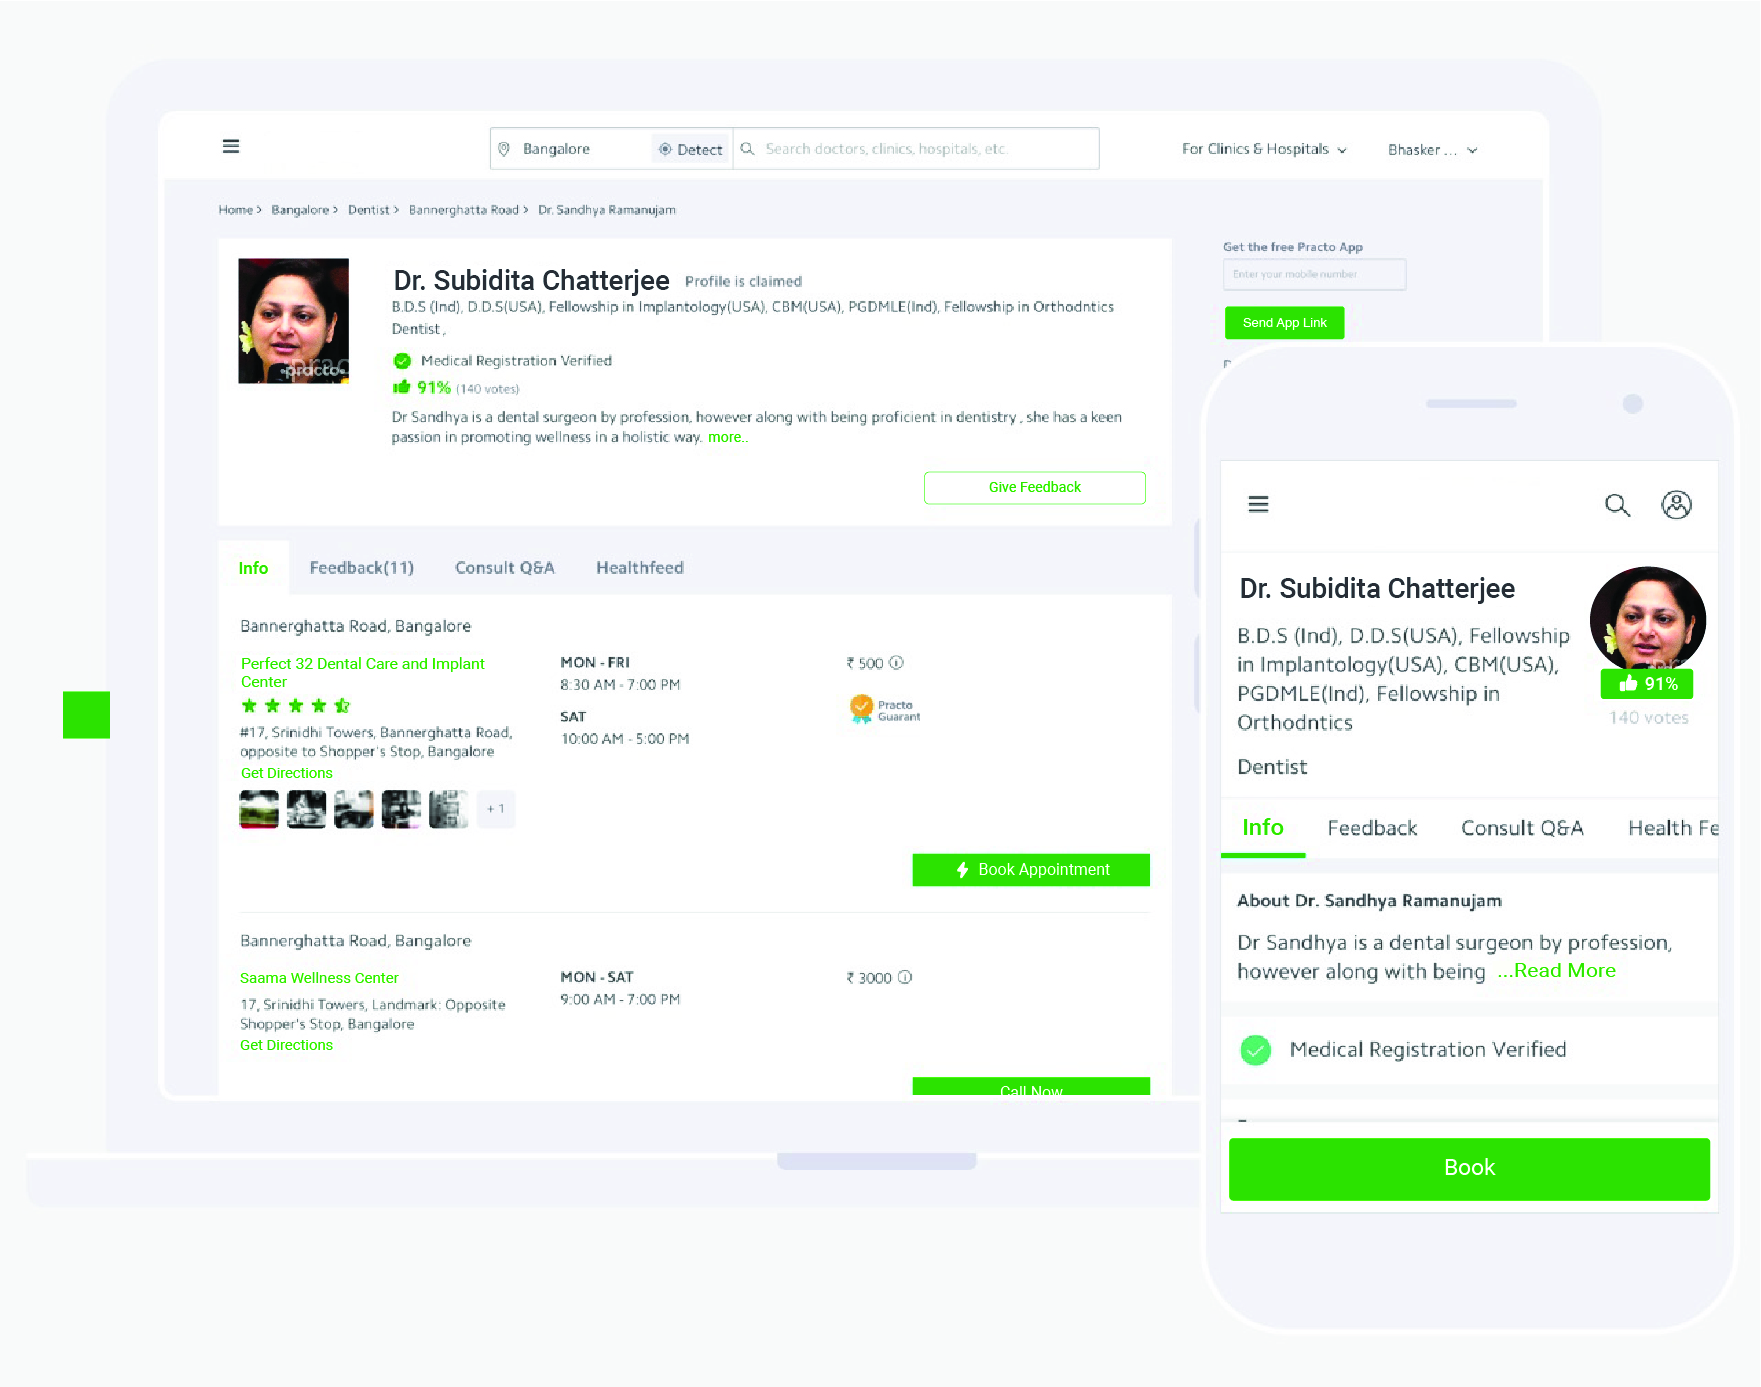 Bangalore
Detect
Search doctors, clinics, hospitals, etc.
For Clinics & Hospitals
Bhasker ...
Home > Bangalore > Dentist > Bannerghatta Road > Dr. Sandhya Ramanujam
Dr. Subidita Chatterjee Profile is claimed
B.D.S (Ind), D.D.S(USA), Fellowship in Implantology(USA), CBM(USA), PGDMLE(Ind), Fellowship in Orthodntics
Dentist ,
Medical Registration Verified
91% (140 votes)
Dr Sandhya is a dental surgeon by profession, however along with being proficient in dentistry , she has a keen
passion in promoting wellness in a holistic way. more..
•practo•
Give Feedback
Get the free Practo App
Enter your mobile number
Send App Link
Info
Feedback(11)
Consult Q&A
Healthfeed
Bannerghatta Road, Bangalore
Perfect 32 Dental Care and Implant
Center
#17, Srinidhi Towers, Bannerghatta Road,
opposite to Shopper's Stop, Bangalore
Get Directions
+ 1
MON - FRI
8:30 AM - 7:00 PM
SAT
10:00 AM - 5:00 PM
₹ 500
Practo
Guarant
Book Appointment
Bannerghatta Road, Bangalore
Saama Wellness Center
17, Srinidhi Towers, Landmark: Opposite
Shopper's Stop, Bangalore
Get Directions
MON - SAT
9:00 AM - 7:00 PM
₹ 3000
Call Now
Dr. Subidita Chatterjee
B.D.S (Ind), D.D.S(USA), Fellowship
in Implantology(USA), CBM(USA),
PGDMLE(Ind), Fellowship in
Orthodntics
Dentist
91%
140 votes
Info
Feedback
Consult Q&A
Health Fe
About Dr. Sandhya Ramanujam
Dr Sandhya is a dental surgeon by profession,
however along with being ...Read More
Medical Registration Verified
Book